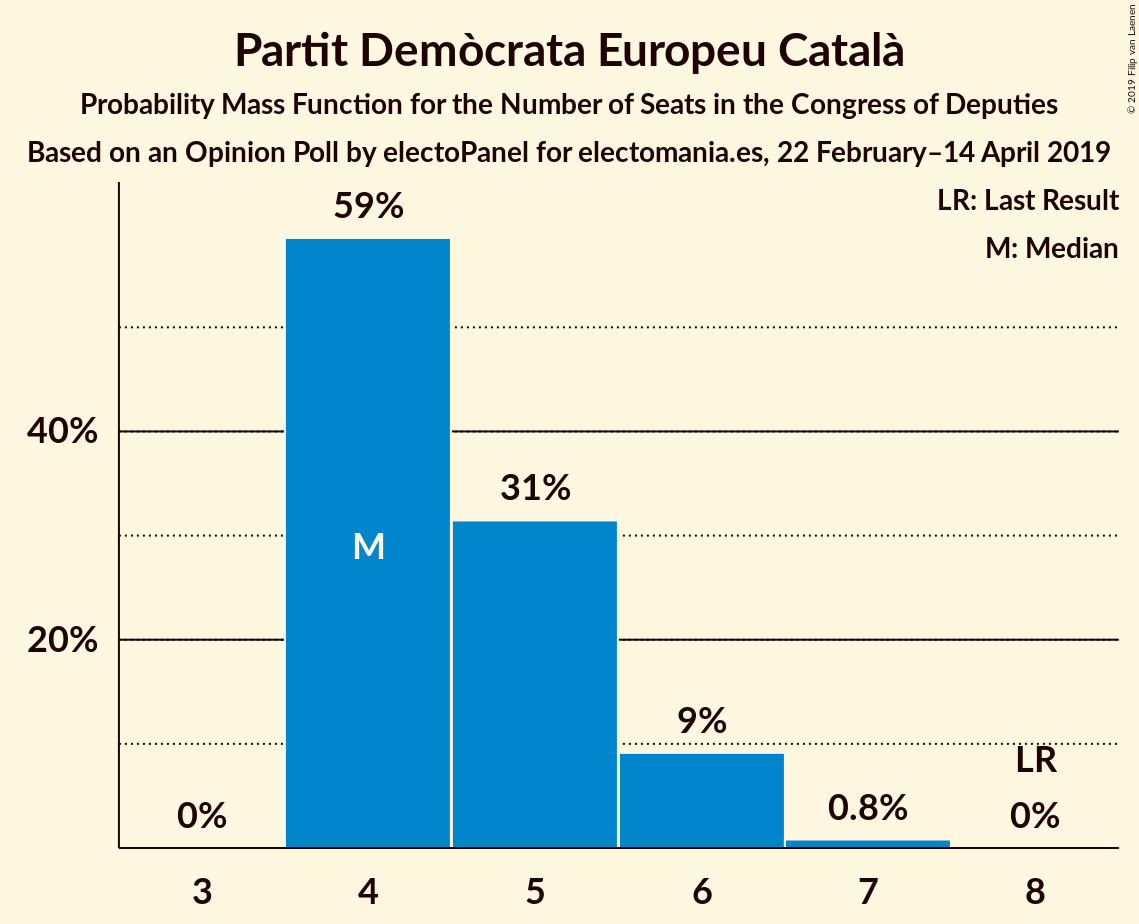 Partit Demòcrata Europeu Català
Probability Mass Function for the Number of Seats in the Congress of Deputies
Based on an Opinion Poll by electoPanel for electomania.es, 22 February–14 April 2019
© 2019 Filip van Laenen
LR: Last Result
M: Median
59%
40%
31%
M
20%
9%
LR
0%
0.8%
0%
3 4 5 6 7 8